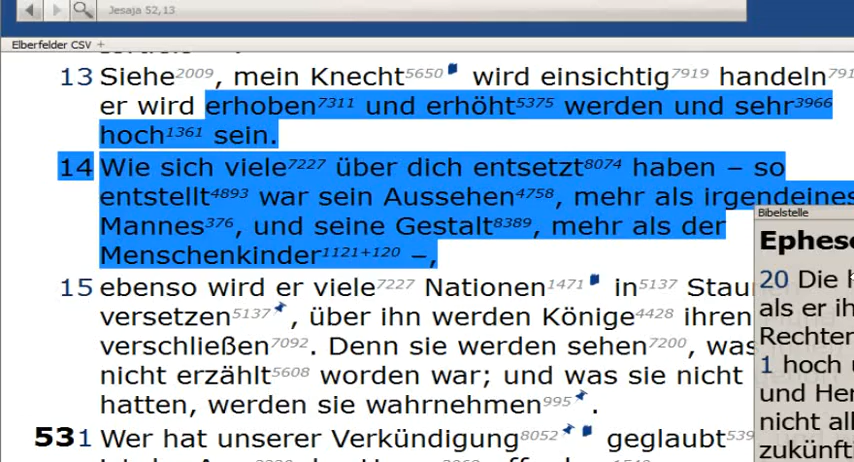 Jesaja 52,13
Elberfelder CSV +
13 Siehe2009, mein Knecht5650 wird einsichtig7919 handeln791
er wird erhoben7311 und erhöht5375 werden und sehr3966
hoch1361 sein.
14 Wie sich viele7227 über dich entsetzt8074 haben – so
entstellt4893 war sein Aussehen4758, mehr als irgendeines
Mannes376, und seine Gestalt8389, mehr als der
Menschenkinder1121+120 –,
15 ebenso wird er viele7227 Nationen1471 in5137 Stau
versetzen5137, über ihn werden Könige4428 ihren
verschließen7092. Denn sie werden sehen7200, was
nicht erzählt5608 worden war; und was sie nicht
hatten, werden sie wahrnehmen995.
531 Wer hat unserer Verkündigung8052 geglaubt539
Bibelstelle
Ephese
20 Die
als er ih
Rechten
1 hoch
und Her
nicht all
zukünft